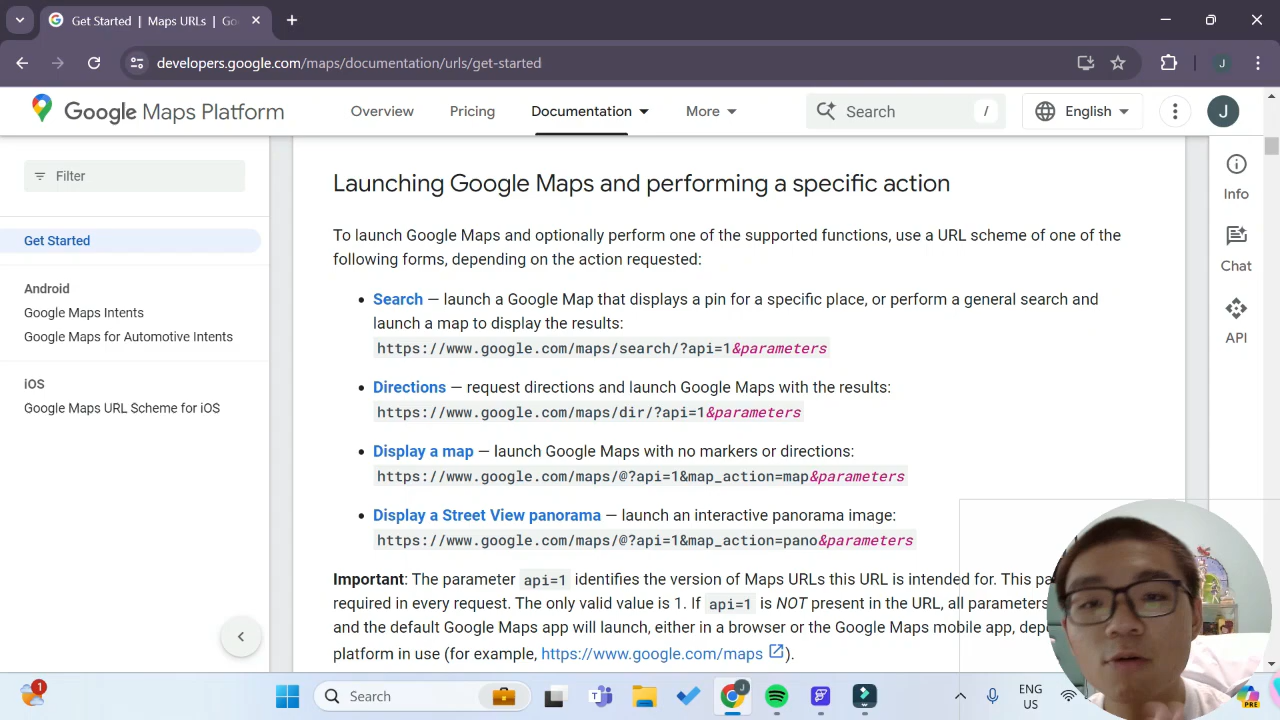 Get Started | Maps URLs | Go
developers.google.com/maps/documentation/urls/get-started
J
Google Maps Platform
Overview
Pricing
Documentation
More
Search
/
English
J
Filter
Get Started
Android
Google Maps Intents
Google Maps for Automotive Intents
iOS
Google Maps URL Scheme for iOS
Launching Google Maps and performing a specific action
To launch Google Maps and optionally perform one of the supported functions, use a URL scheme of one of the
following forms, depending on the action requested:
• Search — launch a Google Map that displays a pin for a specific place, or perform a general search and
launch a map to display the results:
https://www.google.com/maps/search/?api=1&parameters
• Directions — request directions and launch Google Maps with the results:
https://www.google.com/maps/dir/?api=1&parameters
• Display a map — launch Google Maps with no markers or directions:
https://www.google.com/maps/@?api=1&map_action=map&parameters
• Display a Street View panorama — launch an interactive panorama image:
https://www.google.com/maps/@?api=1&map_action=pano&parameters
Important: The parameter api=1 identifies the version of Maps URLs this URL is intended for. This pa
required in every request. The only valid value is 1. If api=1 is NOT present in the URL, all parameters
and the default Google Maps app will launch, either in a browser or the Google Maps mobile app, depe
platform in use (for example, https://www.google.com/maps ).
Info
Chat
API
1
Search
J
ENG
US
PRE